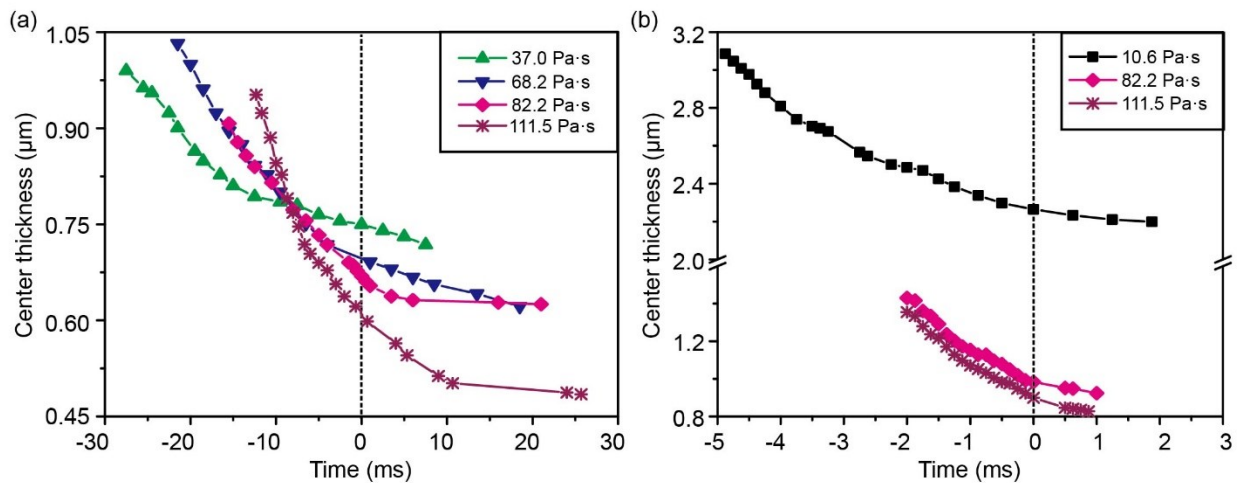 (a)
1.05
0.90
0.75
0.60
0.45
Center thickness (µm)
37.0 Pa·s
68.2 Pa·s
82.2 Pa·s
111.5 Pa·s
-30 -20 -10 0 10 20 30
Time (ms)
(b)
3.2
2.8
2.4
2.0
1.2
0.8
Center thickness (µm)
10.6 Pa·s
82.2 Pa·s
111.5 Pa·s
-5 -4 -3 -2 -1 0 1 2 3
Time (ms)